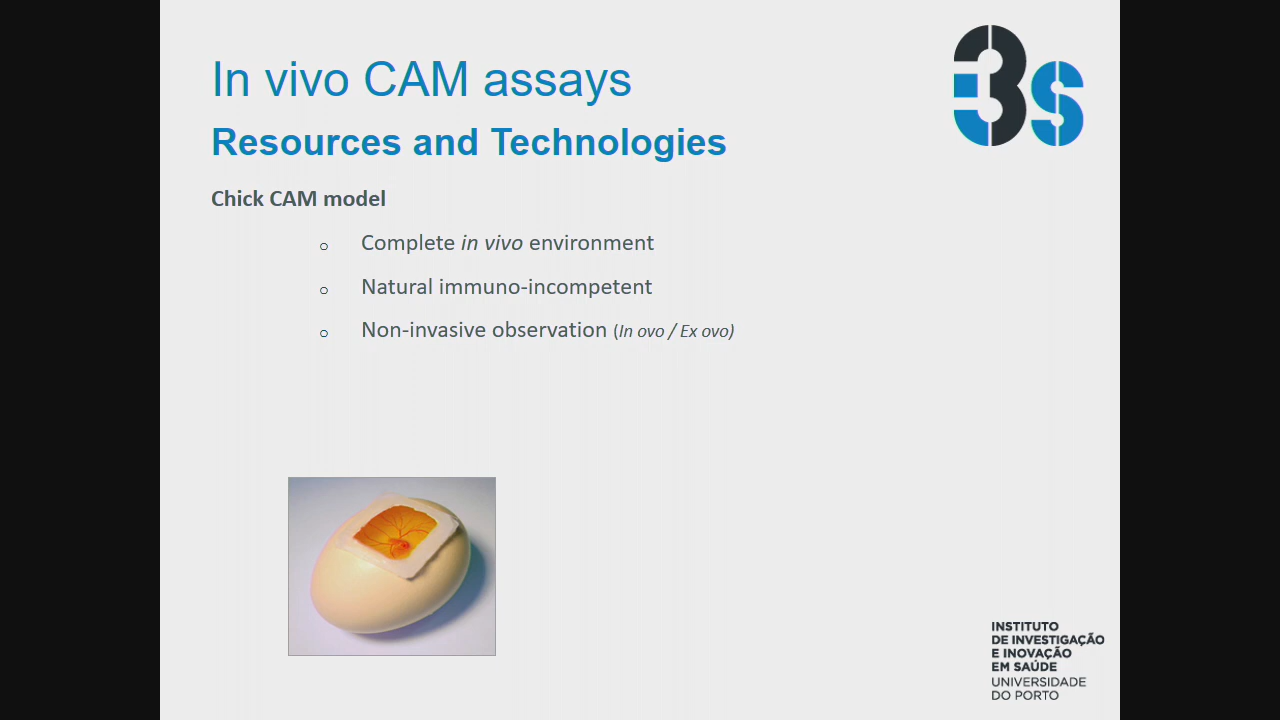 In vivo CAM assays
Resources and Technologies
Chick CAM model
o Complete in vivo environment
o Natural immuno-incompetent
o Non-invasive observation (In ovo / Ex ovo)
i3s
INSTITUTO
DE INVESTIGAÇÃO
E INOVAÇÃO
EM SAÚDE
UNIVERSIDADE
DO PORTO